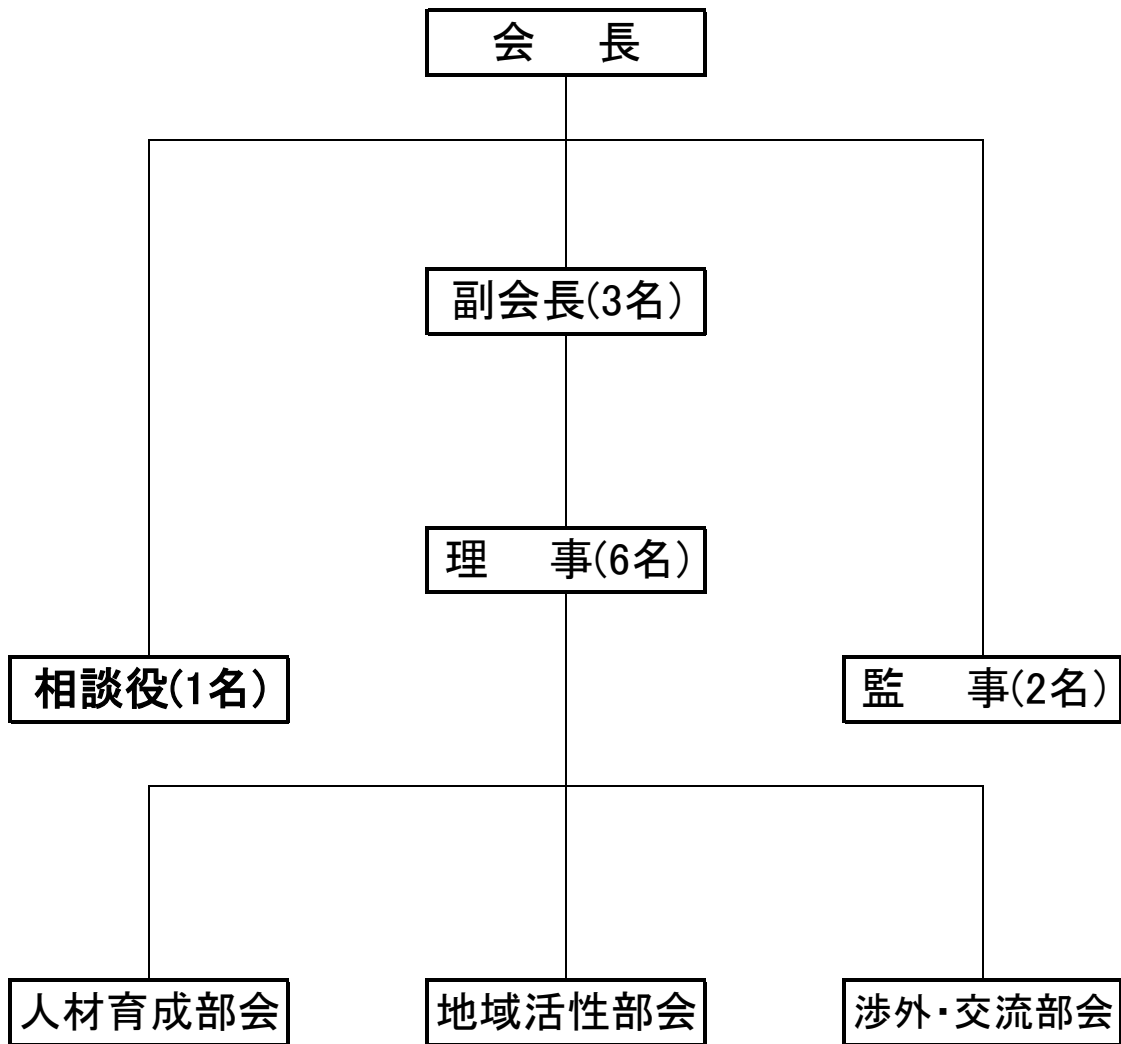 会　長
副会長(3名)
理　事(6名)
相談役(1名)
監　事(2名)
人材育成部会
地域活性部会
渉外・交流部会